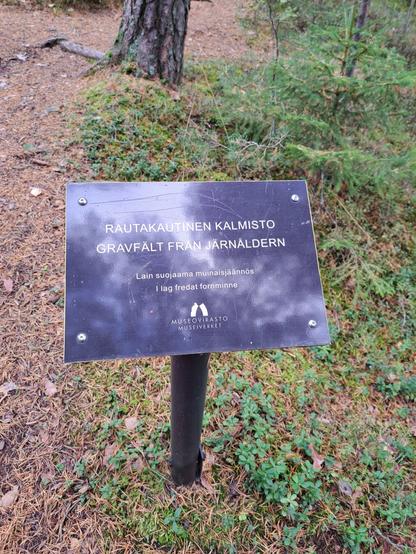 RAUTAKAUTINEN KALMISTO
GRAVFÄLT FRÅN JÄRNÅLDERN
Lain suojaama muinaisjäännös
I lag fredat fornminne
MUSEOVIRASTO
MUSEIVERKET